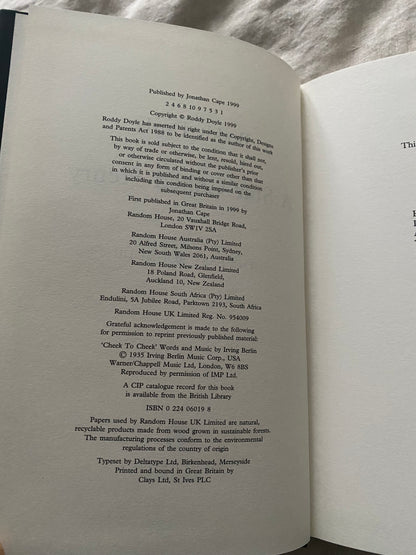 Published by Jonathan Cape 1999
2 4 6 8 10 9 7 5 3 1
Copyright © Roddy Doyle 1999
Roddy Doyle has asserted his right under the Copyright, Designs
and Patents Act 1988 to be identified as the author of this work
This book is sold subject to the condition that it shall not,
by way of trade or otherwise, be lent, resold, hired out,
or otherwise circulated without the publisher's prior
consent in any form of binding or cover other than that
in which it is published and without a similar condition
including this condition being imposed on the
subsequent purchaser
First published in Great Britain in 1999 by
Jonathan Cape
Random House, 20 Vauxhall Bridge Road,
London SW1V 2SA
Random House Australia (Pty) Limited
20 Alfred Street, Milsons Point, Sydney,
New South Wales 2061, Australia
Random House New Zealand Limited
18 Poland Road, Glenfield,
Auckland 10, New Zealand
Random House South Africa (Pty) Limited
Endulini, 5A Jubilee Road, Parktown 2193, South Africa
Random House UK Limited Reg. No. 954009
Grateful acknowledgement is made to the following
for permission to reprint previously published material:
'Cheek To Cheek' Words and Music by Irving Berlin
© 1935 Irving Berlin Music Corp., USA
Warner/Chappell Music Ltd, London, W6 8BS
Reproduced by permission of IMP Ltd.
A CIP catalogue record for this book
is available from the British Library
ISBN 0 224 06019 8
Papers used by Random House UK Limited are natural,
recyclable products made from wood grown in sustainable forests.
The manufacturing processes conform to the environmental
regulations of the country of origin
Typeset by Deltatype Ltd, Birkenhead, Merseyside
Printed and bound in Great Britain by
Clays Ltd, St Ives PLC